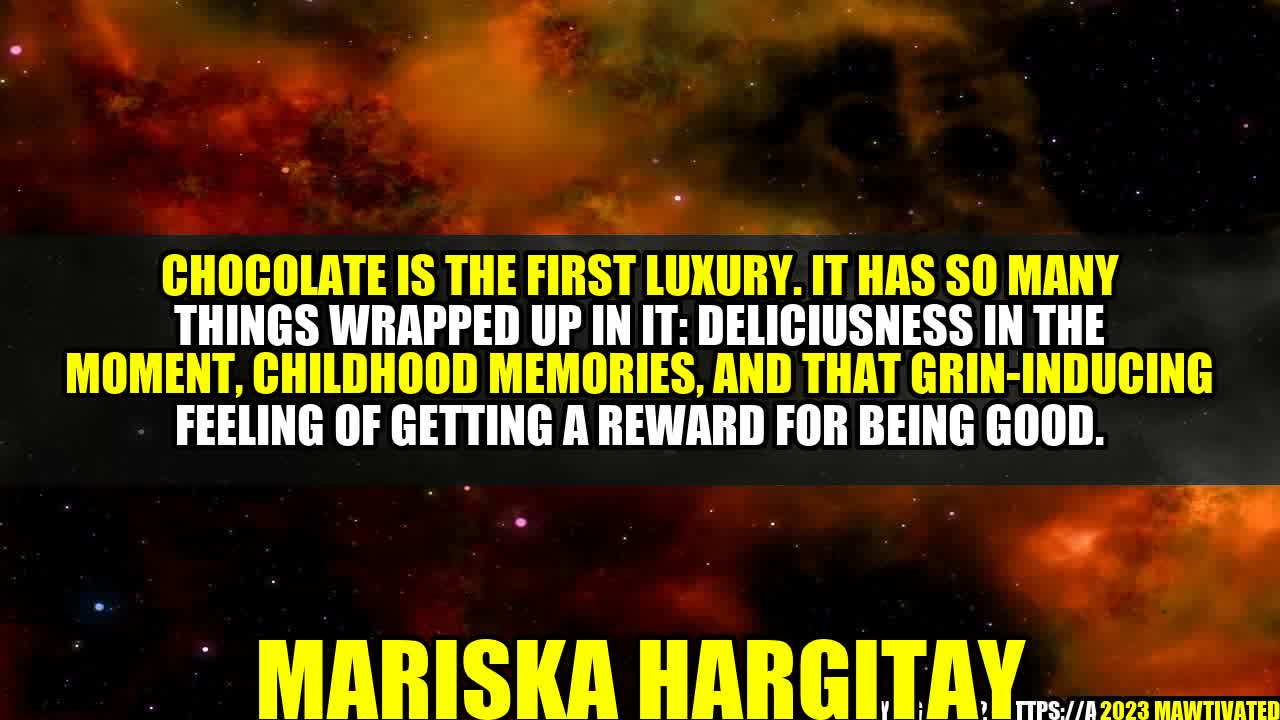 CHOCOLATE IS THE FIRST LUXURY. IT HAS SO MANY
THINGS WRAPPED UP IN IT: DELICIUSNESS IN THE
MOMENT, CHILDHOOD MEMORIES, AND THAT GRIN-INDUCING
FEELING OF GETTING A REWARD FOR BEING GOOD.
MARISKA HARGITAY
2023 MAWTIVATED